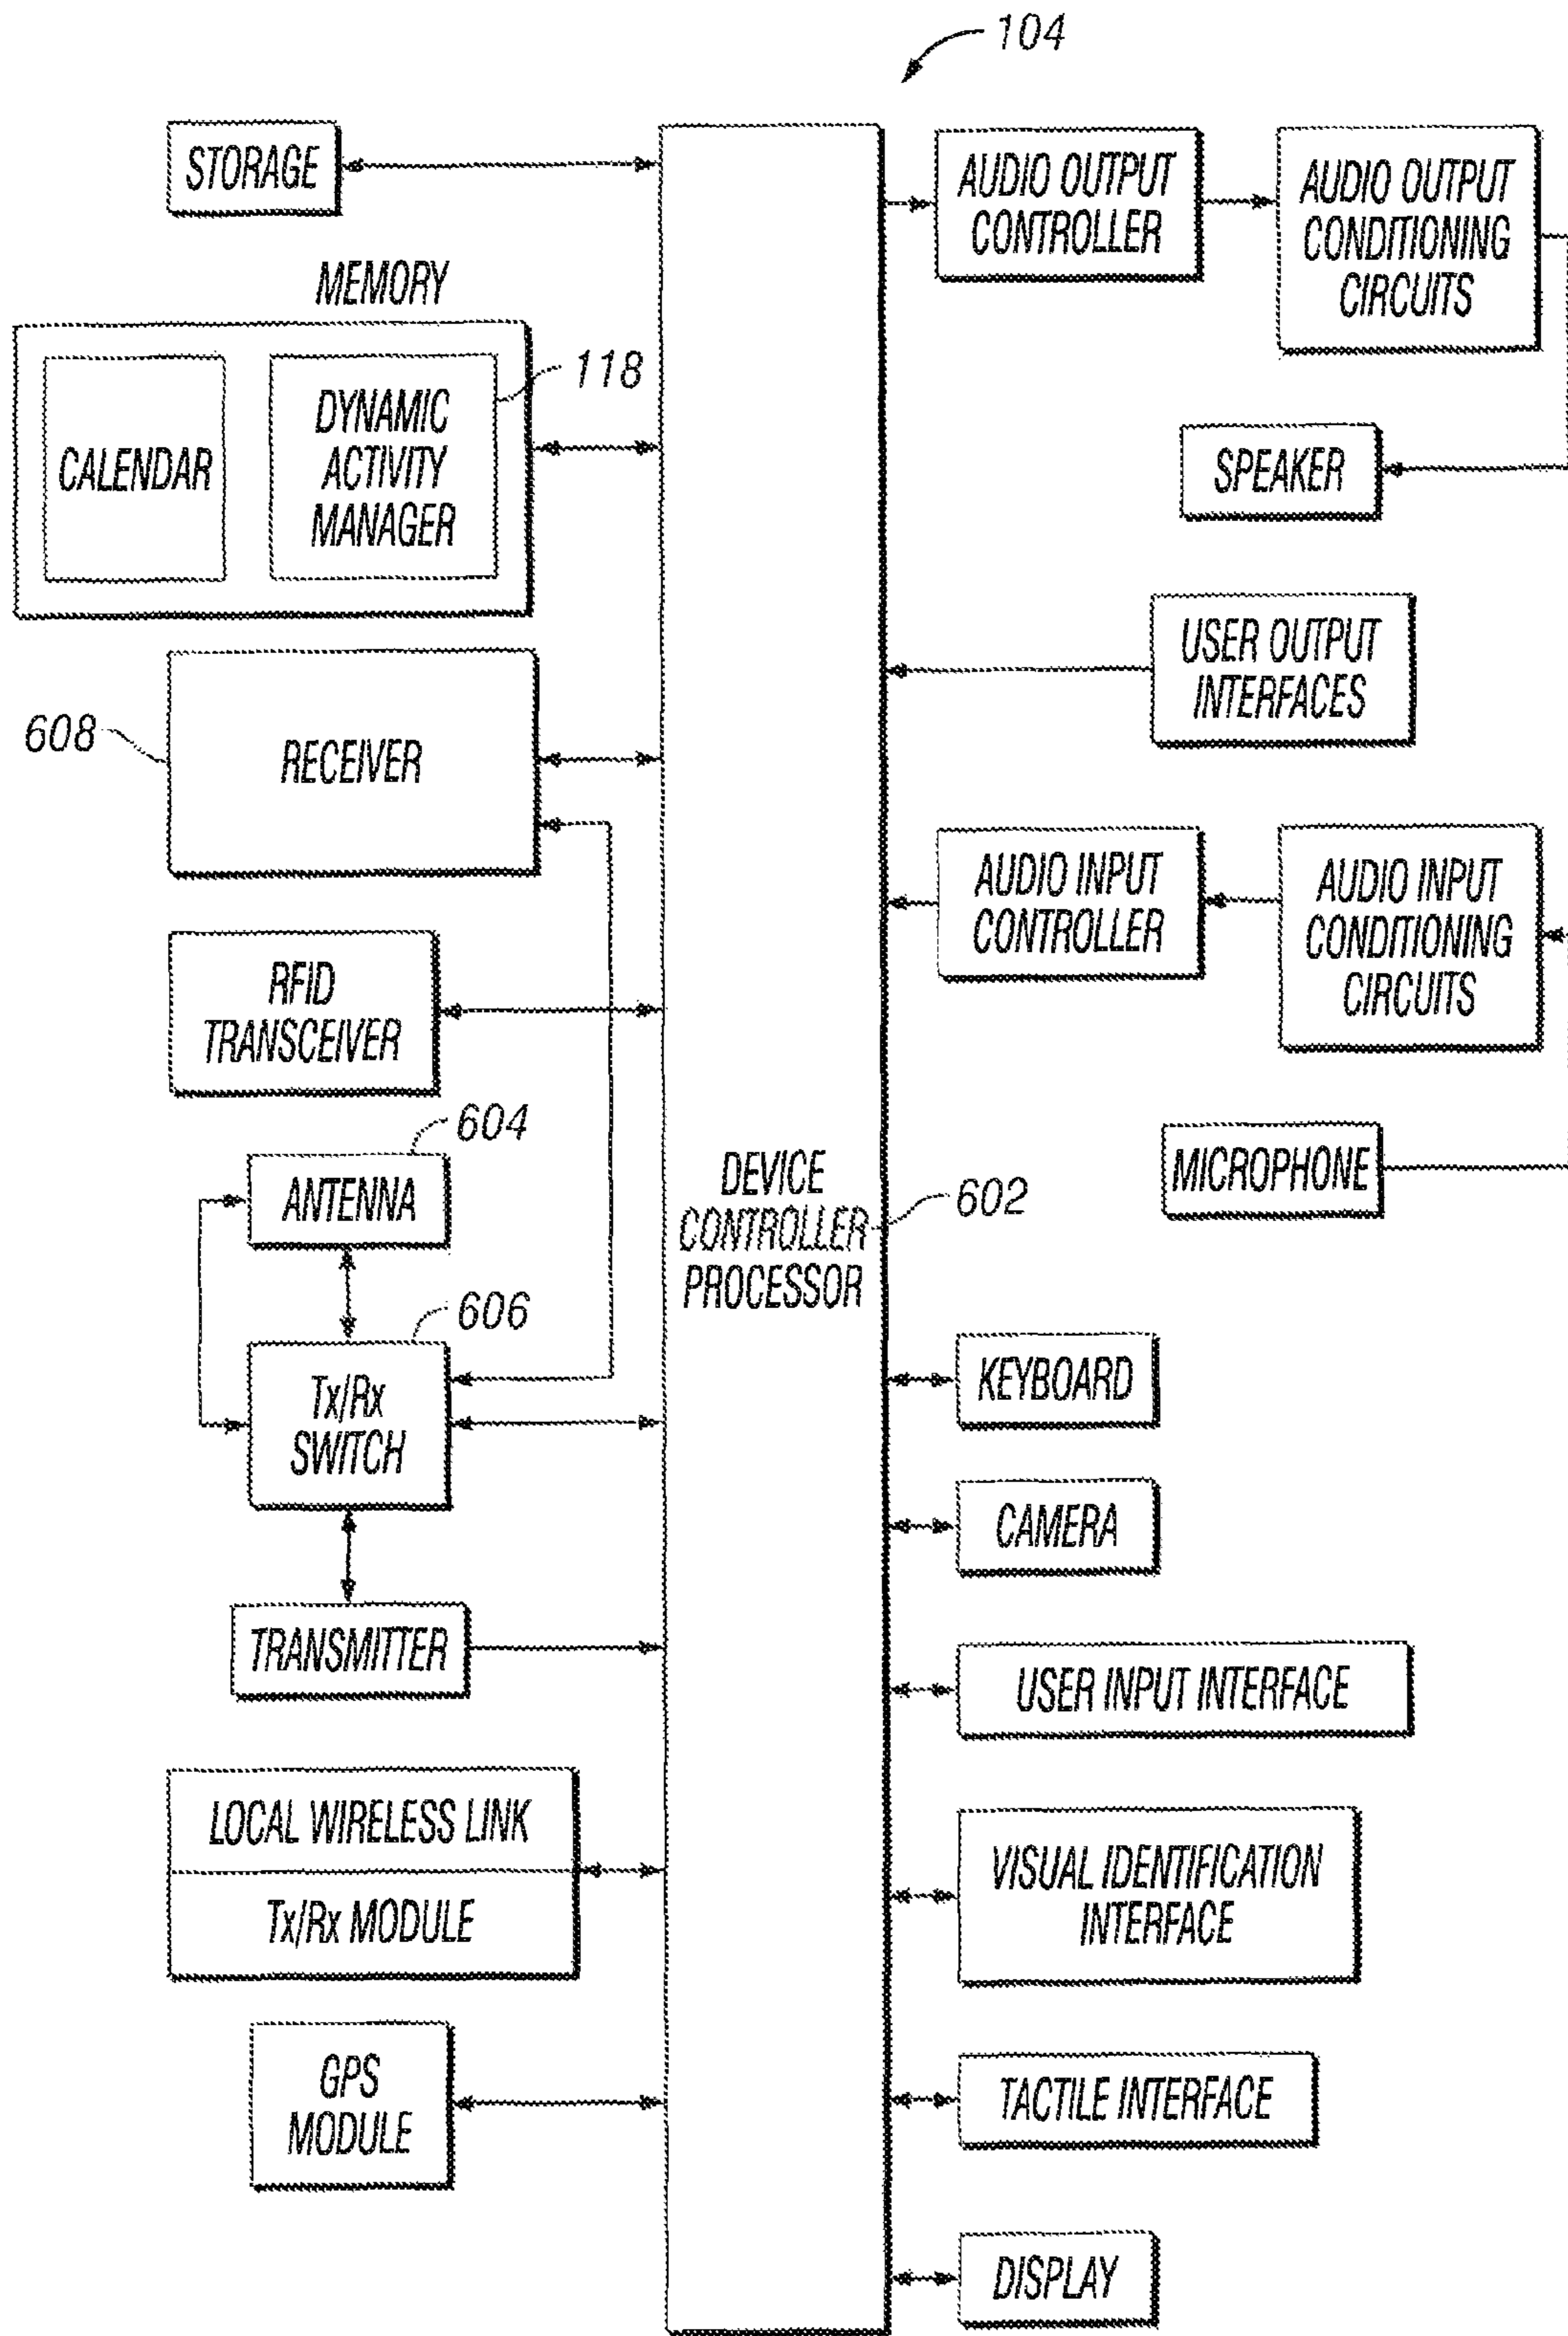 104
STORAGE
MEMORY
CALENDAR
DYNAMIC
ACTIVITY
MANAGER
118
608
RECEIVER
RFID
TRANSCEIVER
604
ANTENNA
606
Tx/Rx
SWITCH
TRANSMITTER
LOCAL WIRELESS LINK
Tx/Rx MODULE
GPS
MODULE
DEVICE
CONTROLLER
PROCESSOR
602
AUDIO OUTPUT
CONTROLLER
AUDIO OUTPUT
CONDITIONING
CIRCUITS
SPEAKER
USER OUTPUT
INTERFACES
AUDIO INPUT
CONTROLLER
AUDIO INPUT
CONDITIONING
CIRCUITS
MICROPHONE
KEYBOARD
CAMERA
USER INPUT INTERFACE
VISUAL IDENTIFICATION
INTERFACE
TACTILE INTERFACE
DISPLAY